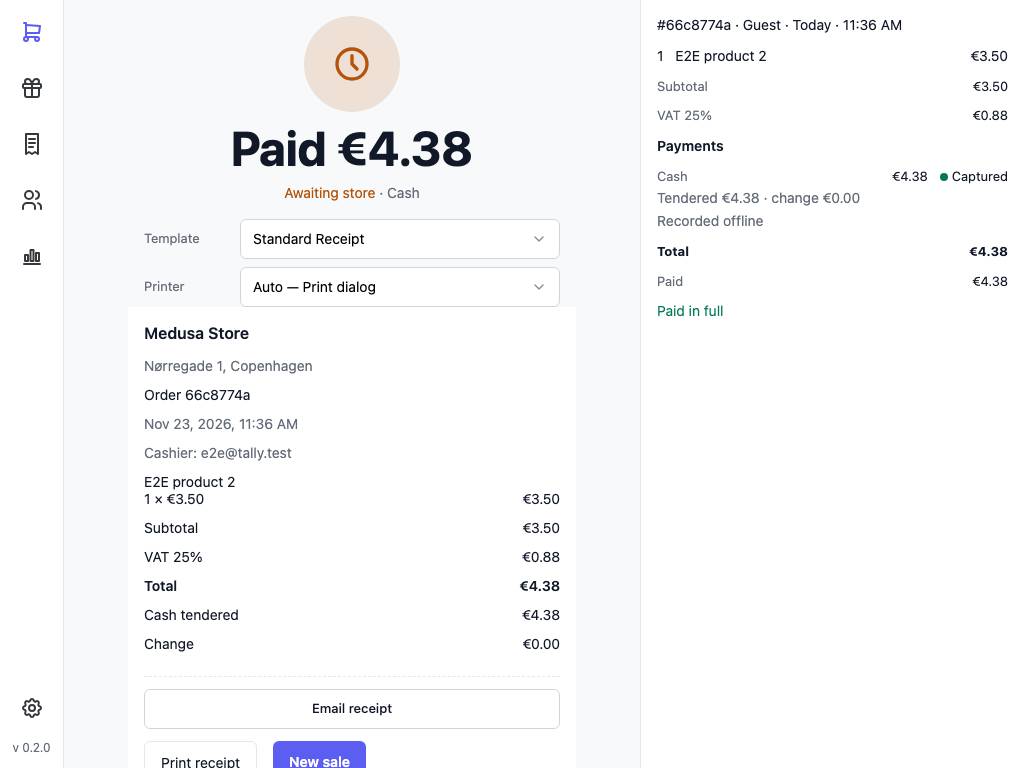 Paid €4.38
Awaiting store · Cash
Template
Standard Receipt
Printer
Auto — Print dialog
Medusa Store
Nørregade 1, Copenhagen
Order 66c8774a
Nov 23, 2026, 11:36 AM
Cashier: e2e@tally.test
E2E product 2
1 × €3.50 €3.50
Subtotal €3.50
VAT 25% €0.88
Total €4.38
Cash tendered €4.38
Change €0.00
Email receipt
Print receipt
New sale
v 0.2.0
#66c8774a · Guest · Today · 11:36 AM
1 E2E product 2 €3.50
Subtotal €3.50
VAT 25% €0.88
Payments
Cash €4.38 Captured
Tendered €4.38 · change €0.00
Recorded offline
Total €4.38
Paid €4.38
Paid in full